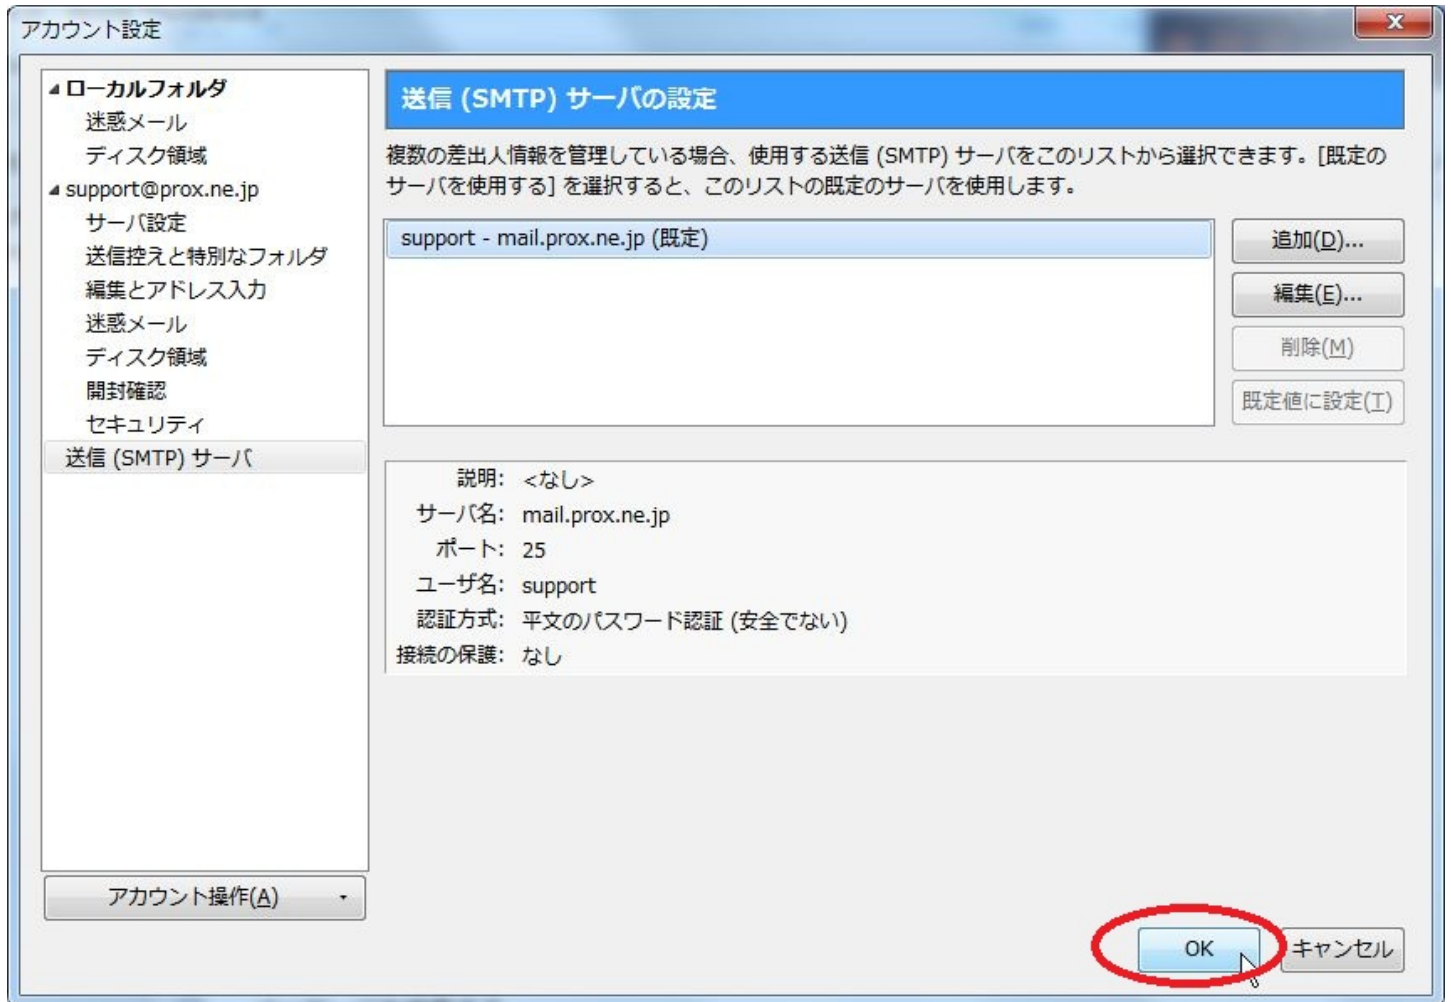 アカウント設定
ローカルフォルダ
迷惑メール
ディスク領域
support@prox.ne.jp
サーバ設定
送信控えと特別なフォルダ
編集とアドレス入力
迷惑メール
ディスク領域
開封確認
セキュリティ
送信 (SMTP) サーバ
アカウント操作(A)
送信 (SMTP) サーバの設定
複数の差出人情報を管理している場合、使用する送信 (SMTP) サーバをこのリストから選択できます。[既定の
サーバを使用する] を選択すると、このリストの既定のサーバを使用します。
support - mail.prox.ne.jp (既定)
追加(D)...
編集(E)...
削除(M)
既定値に設定(T)
説明: <なし>
サーバ名: mail.prox.ne.jp
ポート: 25
ユーザ名: support
認証方式: 平文のパスワード認証 (安全でない)
接続の保護: なし
OK
キャンセル